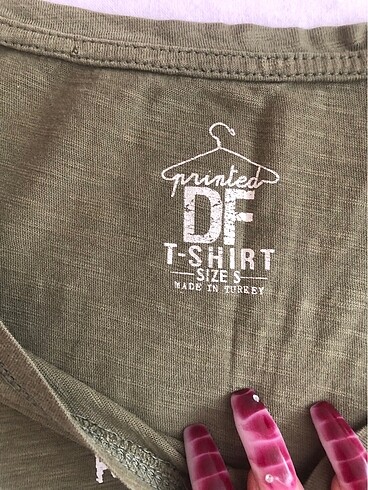 printed
DF
T-SHIRT
SIZE S
MADE IN TURKEY